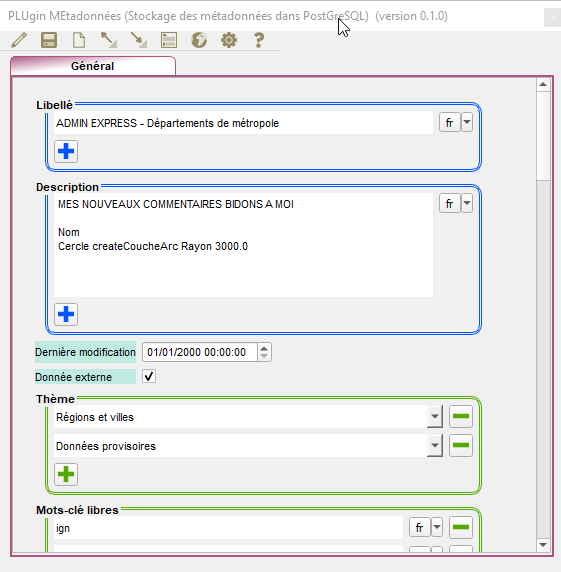 PLUgin MEtadonnées (Stockage des métadonnées dans PostGreSQL) (version 0.1.0)
x
?
Général
Libellé
ADMIN EXPRESS - Départements de métropole
fr
Description
MES NOUVEAUX COMMENTAIRES BIDONS A MOI
fr
Nom
Cercle createCoucheArc Rayon 3000.0
Dernière modification 01/01/2000 00:00:00
Donnée externe
Thème
Régions et villes
Données provisoires
Mots-clé libres
ign
fr